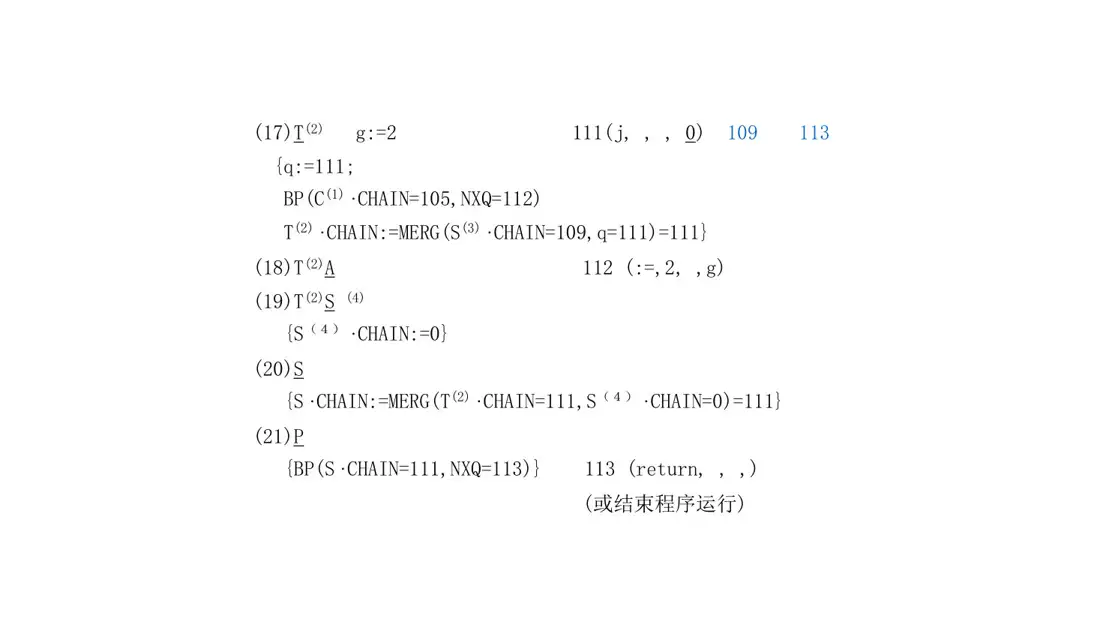 (17)T⁽²⁾ g:=2 111(j, , , 0) 109 113
{q:=111;
BP(C⁽¹⁾·CHAIN=105,NXQ=112)
T⁽²⁾·CHAIN:=MERG(S⁽³⁾·CHAIN=109,q=111)=111}
(18)T⁽²⁾A 112 (:=,2, ,g)
(19)T⁽²⁾S ⁽⁴⁾
{S⁽⁴⁾·CHAIN:=0}
(20)S
{S·CHAIN:=MERG(T⁽²⁾·CHAIN=111,S⁽⁴⁾·CHAIN=0)=111}
(21)P
{BP(S·CHAIN=111,NXQ=113)} 113 (return, , ,)
(或结束程序运行)